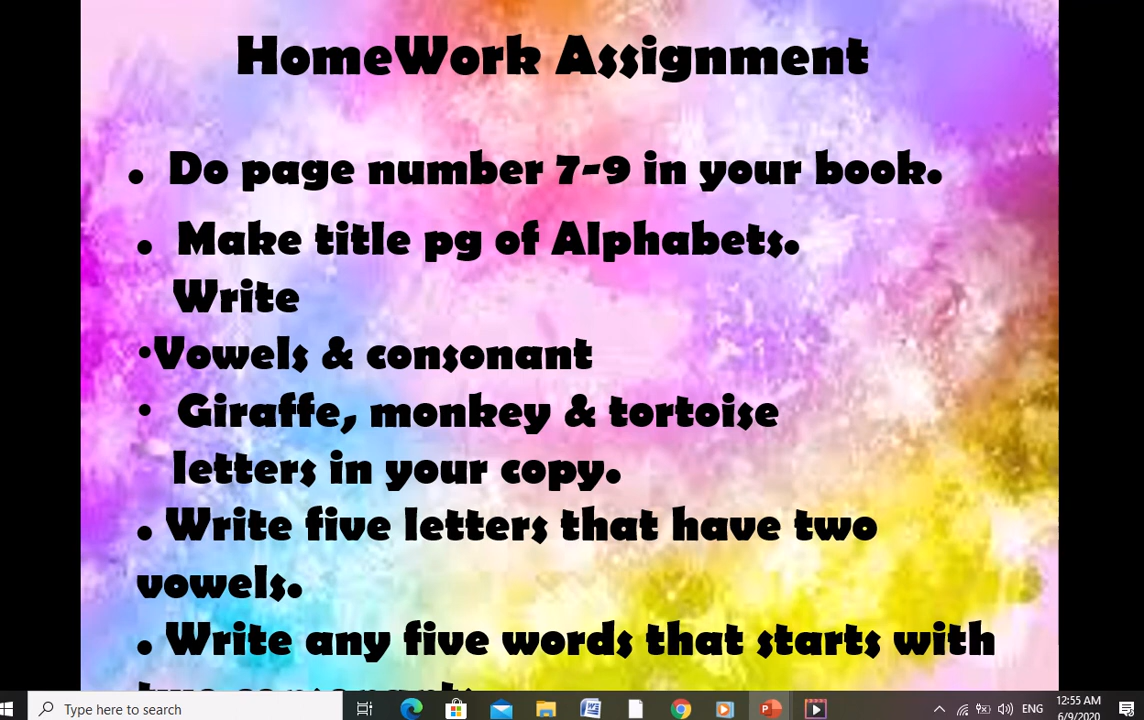 HomeWork Assignment
• Do page number 7-9 in your book.
• Make title pg of Alphabets.
Write
•Vowels & consonant
• Giraffe, monkey & tortoise
letters in your copy.
• Write five letters that have two
vowels.
• Write any five words that starts with
Type here to search
ENG
12:55 AM
6/9/2020